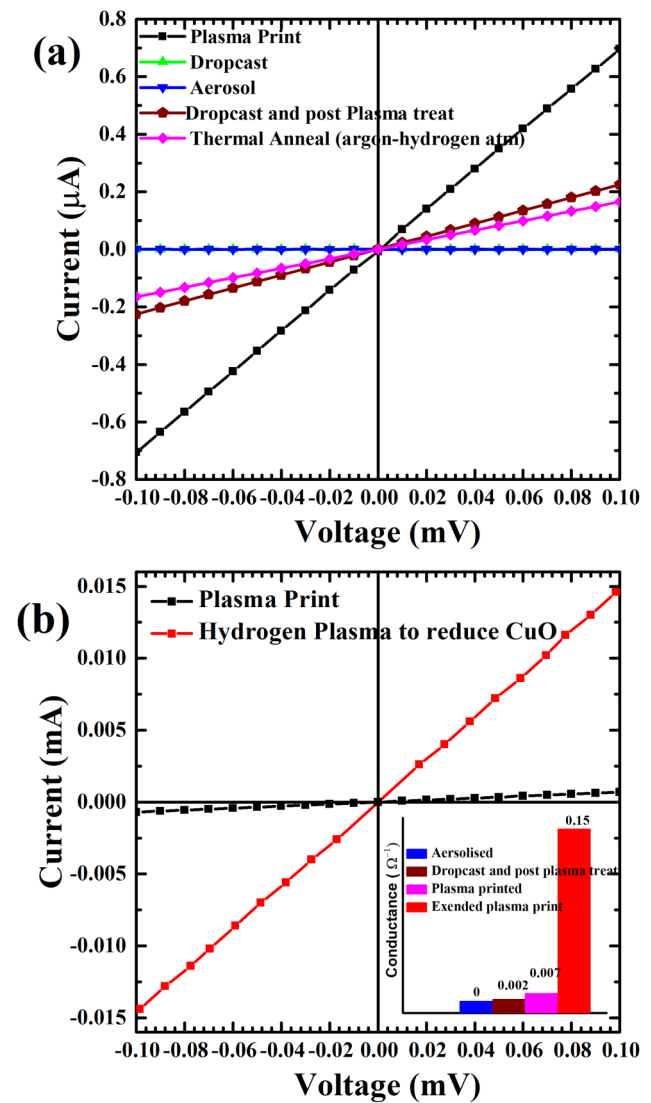 (a)
Plasma Print
Dropcast
Aerosol
Dropcast and post Plasma treat
Thermal Anneal (argon-hydrogen atm)
0.8
0.6
0.4
0.2
0.0
-0.2
-0.4
-0.6
-0.8
Current (μA)
-0.10 -0.08 -0.06 -0.04 -0.02 0.00 0.02 0.04 0.06 0.08 0.10
Voltage (mV)
(b)
Plasma Print
Hydrogen Plasma to reduce CuO
0.015
0.010
0.005
0.000
-0.005
-0.010
-0.015
Current (mA)
Conductance ( Ω⁻¹)
Aersolised
Dropcast and post plasma treat
Plasma printed
Exended plasma print
0
0.002
0.007
0.15
-0.10 -0.08 -0.06 -0.04 -0.02 0.00 0.02 0.04 0.06 0.08 0.10
Voltage (mV)